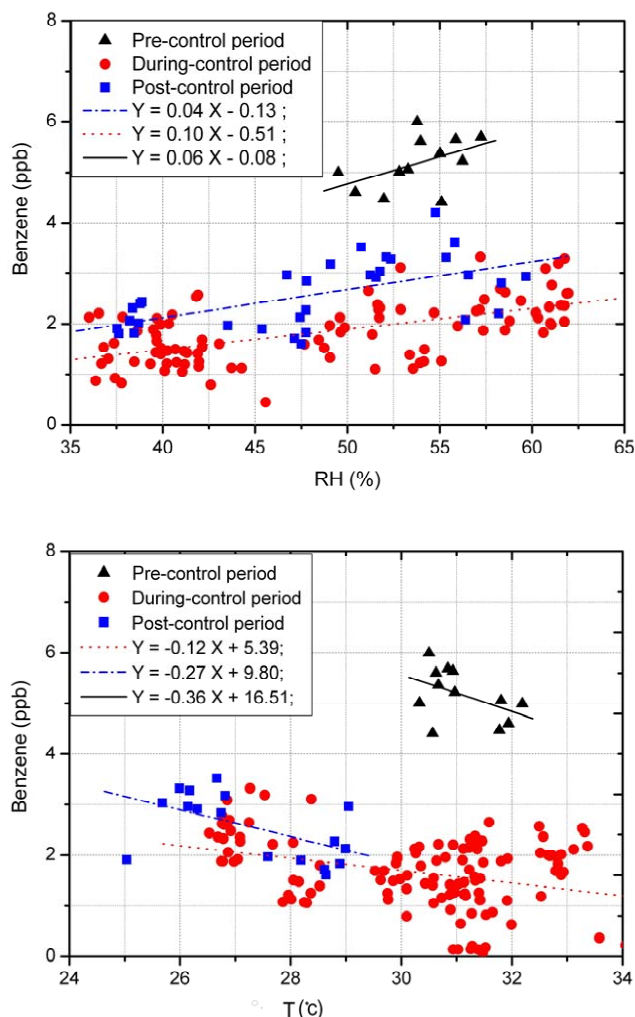 8
Pre-control period
During-control period
Post-control period
Y = 0.04 X - 0.13 ;
Y = 0.10 X - 0.51 ;
Y = 0.06 X - 0.08 ;
6
4
2
0
Benzene (ppb)
35 40 45 50 55 60 65
RH (%)
8
Pre-control period
During-control period
Post-control period
Y = -0.12 X + 5.39;
Y = -0.27 X + 9.80;
Y = -0.36 X + 16.51;
6
4
2
0
Benzene (ppb)
24 26 28 30 32 34
T (℃)